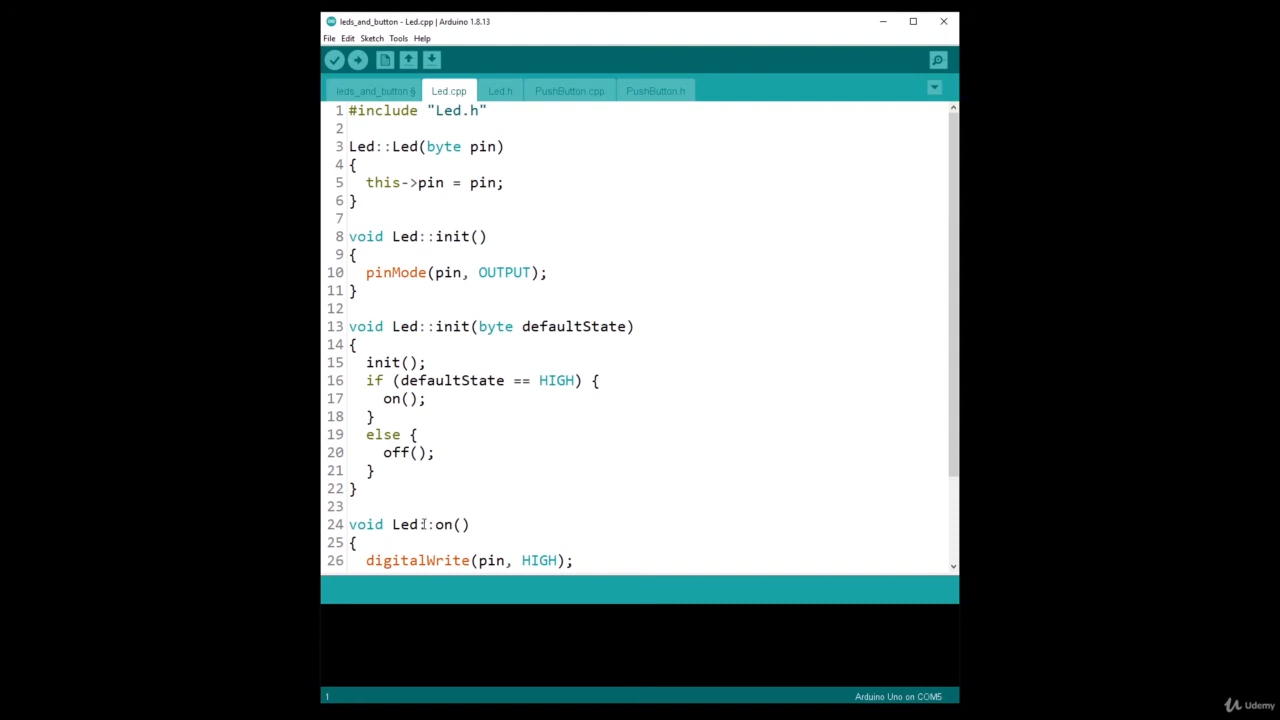 leds_and_button - Led.cpp | Arduino 1.8.13
File Edit Sketch Tools Help
leds_and_button § Led.cpp Led.h PushButton.cpp PushButton.h
1 #include "Led.h"
2
3 Led::Led(byte pin)
4 {
5   this->pin = pin;
6 }
7
8 void Led::init()
9 {
10   pinMode(pin, OUTPUT);
11 }
12
13 void Led::init(byte defaultState)
14 {
15   init();
16   if (defaultState == HIGH) {
17     on();
18   }
19   else {
20     off();
21   }
22 }
23
24 void Led::on()
25 {
26   digitalWrite(pin, HIGH);
1 Arduino Uno on COM5
Udemy